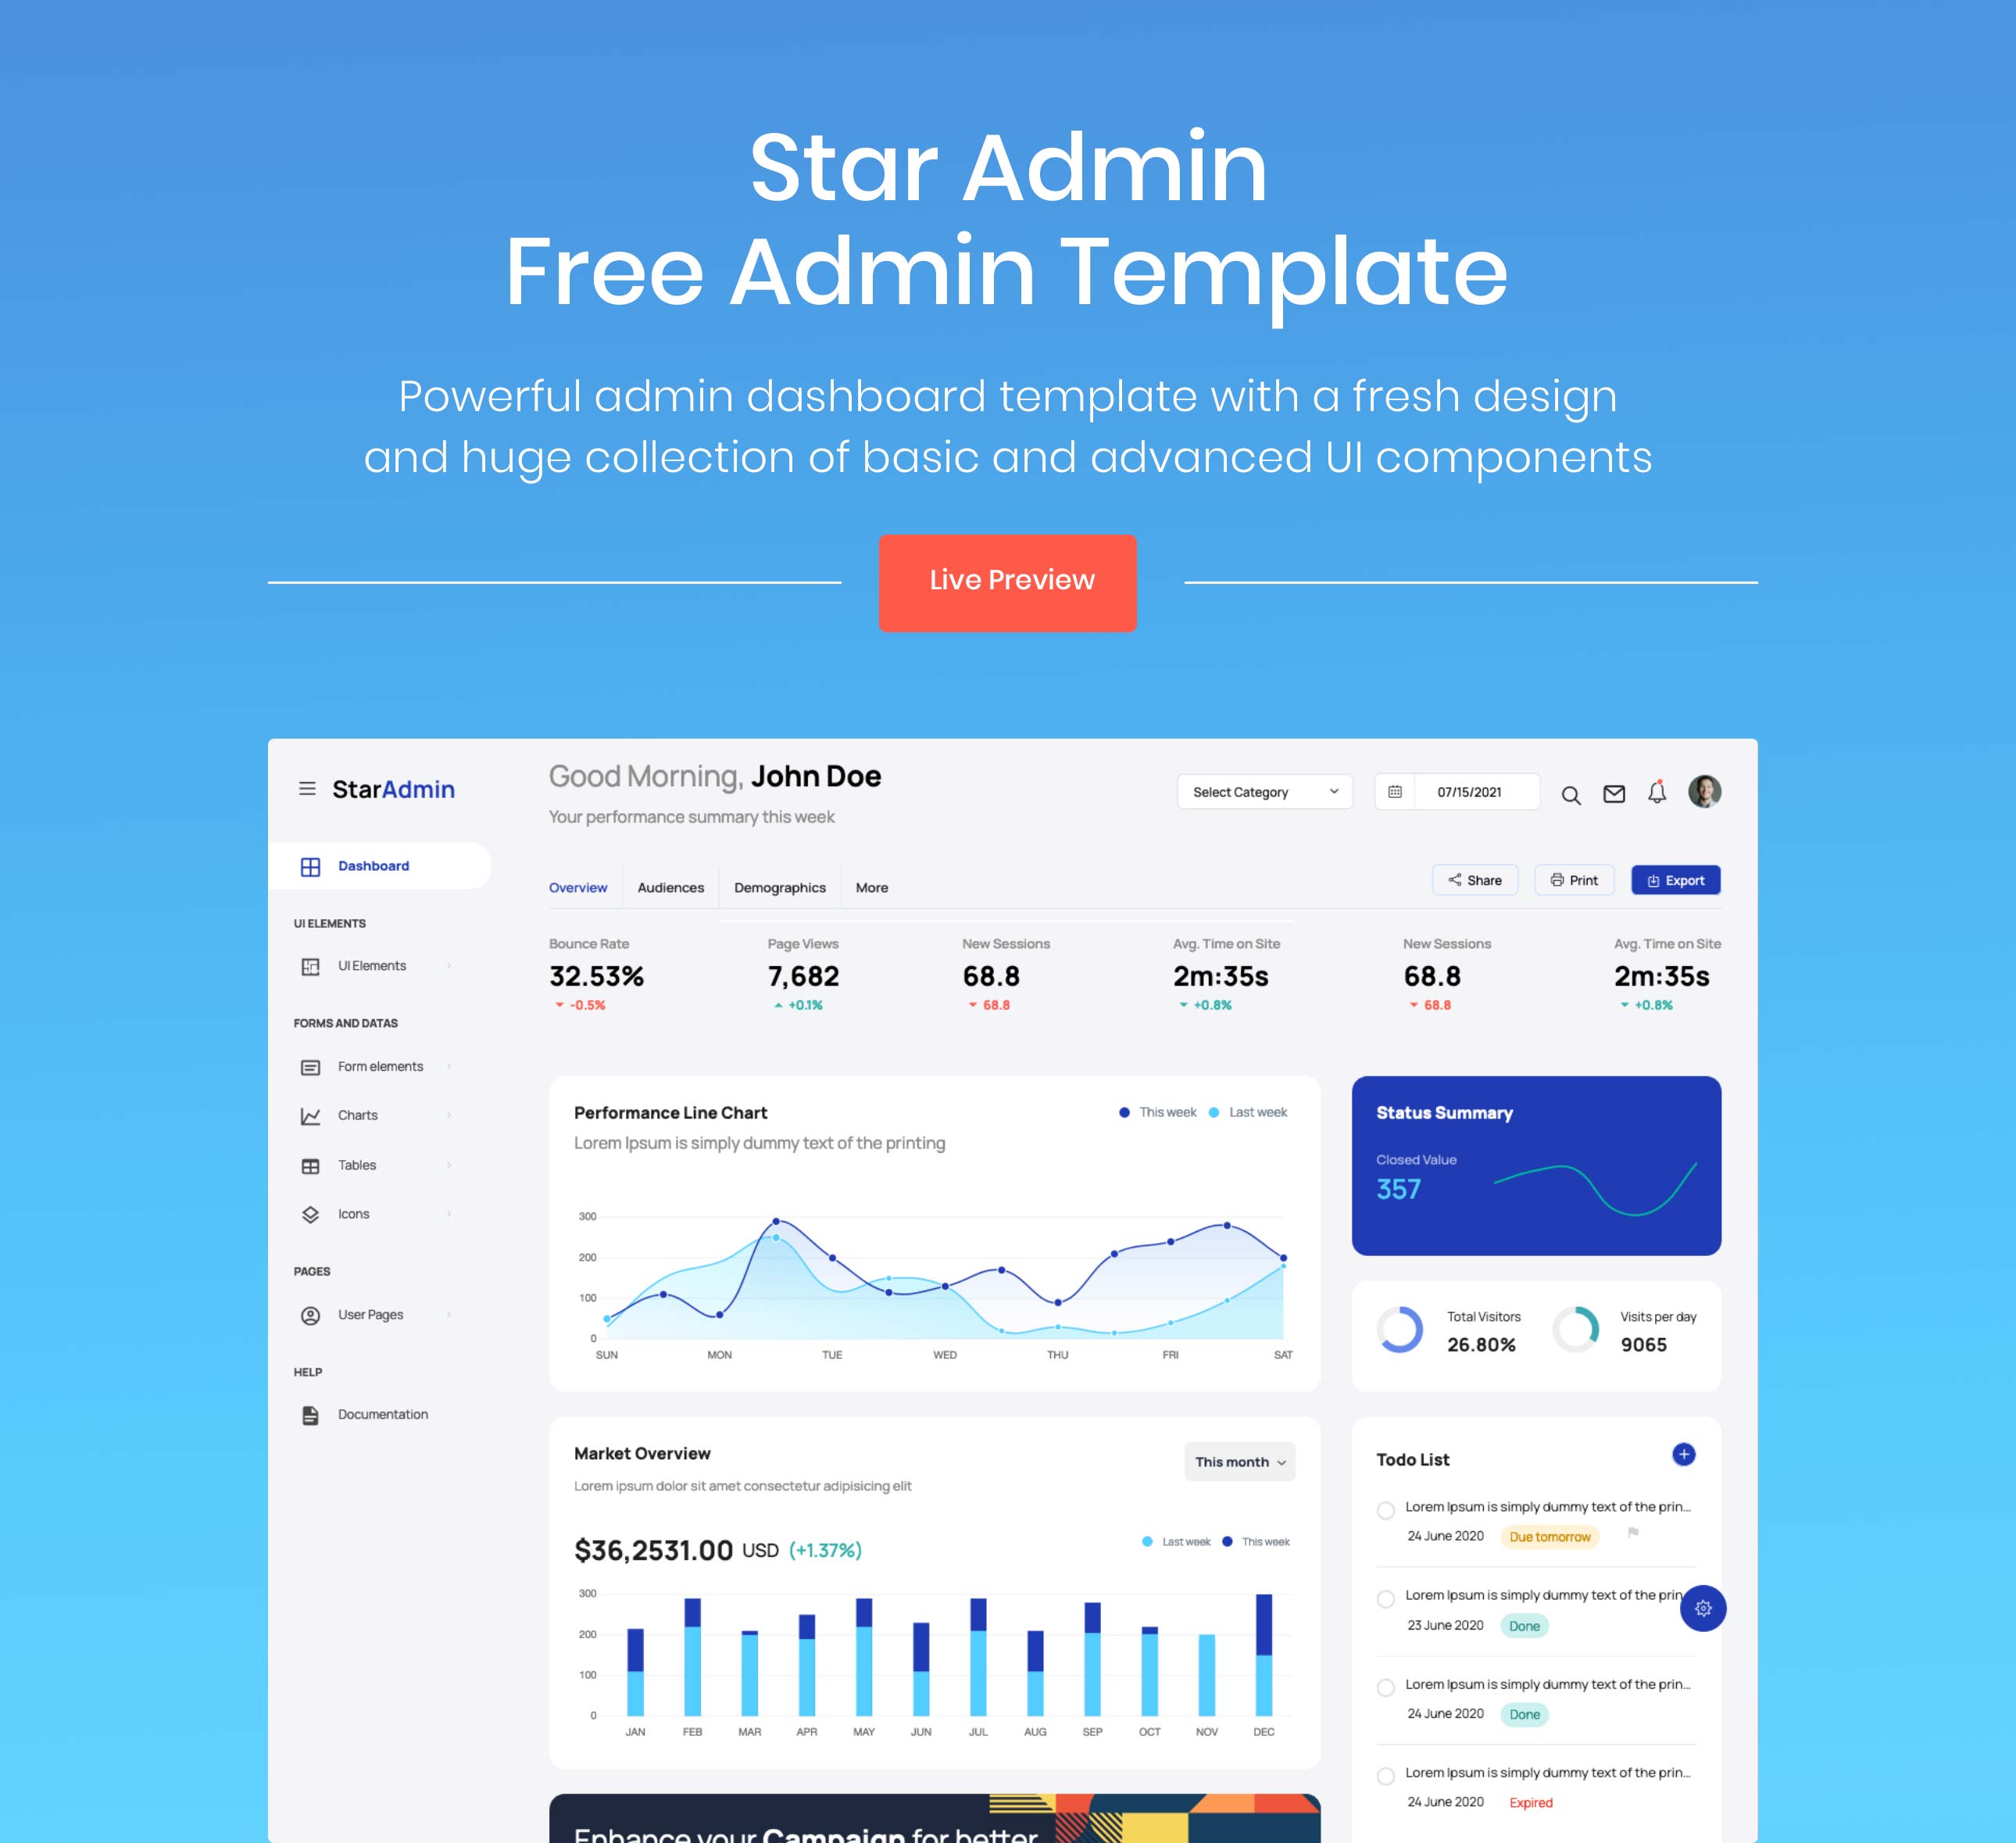 Star Admin
Free Admin Template
Powerful admin dashboard template with a fresh design
and huge collection of basic and advanced UI components
Live Preview
StarAdmin
Good Morning, John Doe
Your performance summary this week
Select Category
07/15/2021
Dashboard
UI ELEMENTS
UI Elements
FORMS AND DATAS
Form elements
Charts
Tables
Icons
PAGES
User Pages
HELP
Documentation
Overview Audiences Demographics More
Share Print Export
Bounce Rate Page Views New Sessions Avg. Time on Site New Sessions Avg. Time on Site
32.53% 7,682 68.8 2m:35s 68.8 2m:35s
-0.5% +0.1% 68.8 +0.8% 68.8 +0.8%
Performance Line Chart
This week Last week
Lorem Ipsum is simply dummy text of the printing
300
200
100
0
SUN MON TUE WED THU FRI SAT
Status Summary
Closed Value
357
Total Visitors
26.80%
Visits per day
9065
Market Overview
This month
Lorem ipsum dolor sit amet consectetur adipisicing elit
$36,2531.00 USD (+1.37%)
Last week This week
300
200
100
0
JAN FEB MAR APR MAY JUN JUL AUG SEP OCT NOV DEC
Todo List
Lorem Ipsum is simply dummy text of the prin...
24 June 2020 Due tomorrow
Lorem Ipsum is simply dummy text of the prin
23 June 2020 Done
Lorem Ipsum is simply dummy text of the prin...
24 June 2020 Done
Lorem Ipsum is simply dummy text of the prin...
24 June 2020 Expired
Enhance your Campaign for better